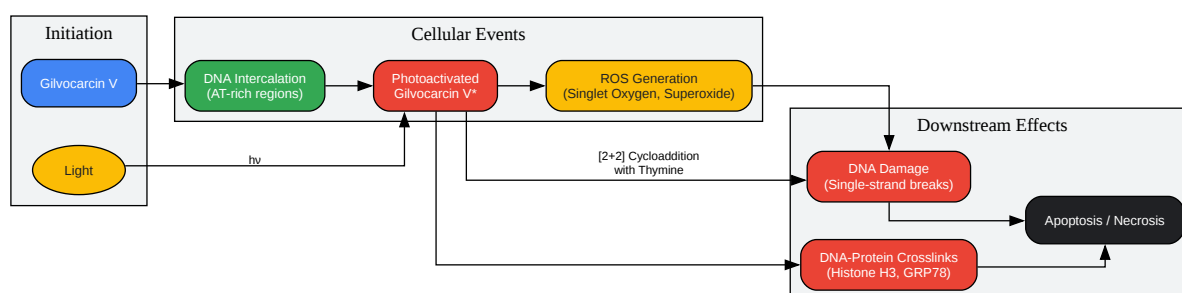 Initiation
Gilvocarcin V
Light
hν
Cellular Events
DNA Intercalation
(AT-rich regions)
Photoactivated
Gilvocarcin V*
ROS Generation
(Singlet Oxygen, Superoxide)
[2+2] Cycloaddition
with Thymine
Downstream Effects
DNA Damage
(Single-strand breaks)
Apoptosis / Necrosis
DNA-Protein Crosslinks
(Histone H3, GRP78)